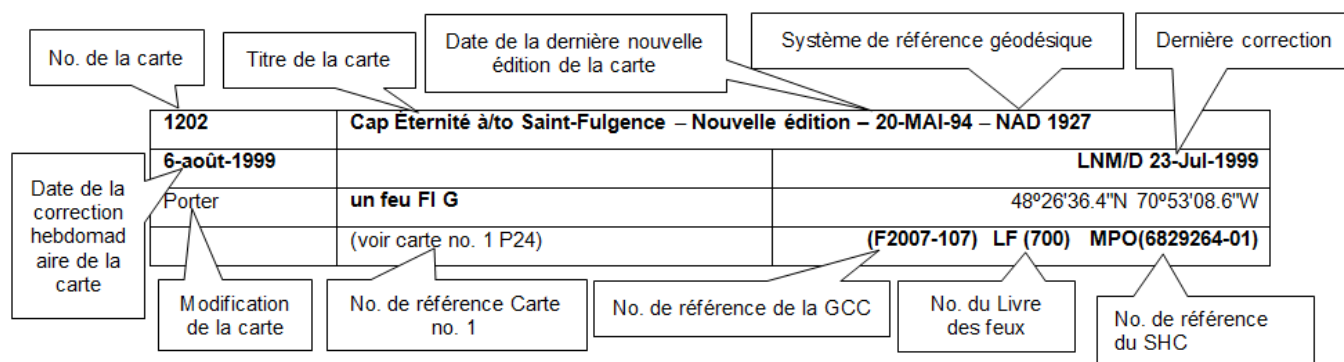 No. de la carte
Titre de la carte
Date de la dernière nouvelle
édition de la carte
Système de référence géodésique
Dernière correction
1202 Cap Éternité à/to Saint-Fulgence – Nouvelle édition – 20-MAI-94 – NAD 1927
6-août-1999 LNM/D 23-Jul-1999
Porter un feu Fl G 48º26'36.4"N 70º53'08.6"W
(voir carte no. 1 P24) (F2007-107) LF (700) MPO(6829264-01)
Date de la
correction
hebdomad
aire de la
carte
Modification
de la carte
No. de référence Carte
no. 1
No. de référence de la GCC
No. du Livre
des feux
No. de référence
du SHC